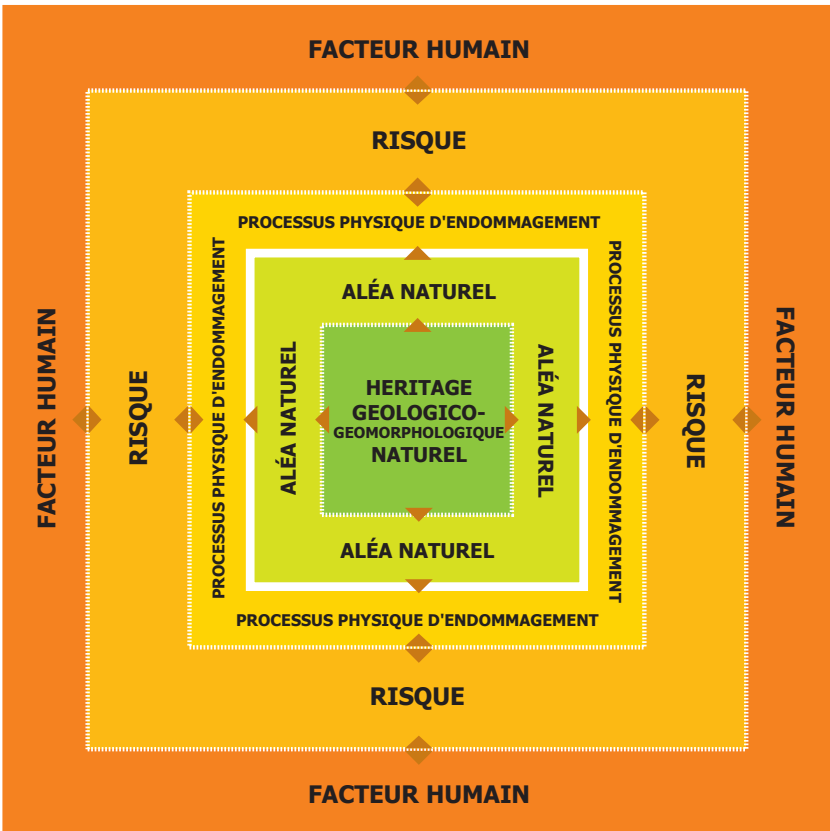 FACTEUR HUMAIN
RISQUE
PROCESSUS PHYSIQUE D'ENDOMMAGEMENT
ALÉA NATUREL
FACTEUR HUMAIN
RISQUE
PROCESSUS PHYSIQUE D'ENDOMMAGEMENT
ALÉA NATUREL
HERITAGE
GEOLOGICO-
GEOMORPHOLOGIQUE
NATUREL
ALÉA NATUREL
PROCESSUS PHYSIQUE D'ENDOMMAGEMENT
RISQUE
FACTEUR HUMAIN
ALÉA NATUREL
PROCESSUS PHYSIQUE D'ENDOMMAGEMENT
RISQUE
FACTEUR HUMAIN